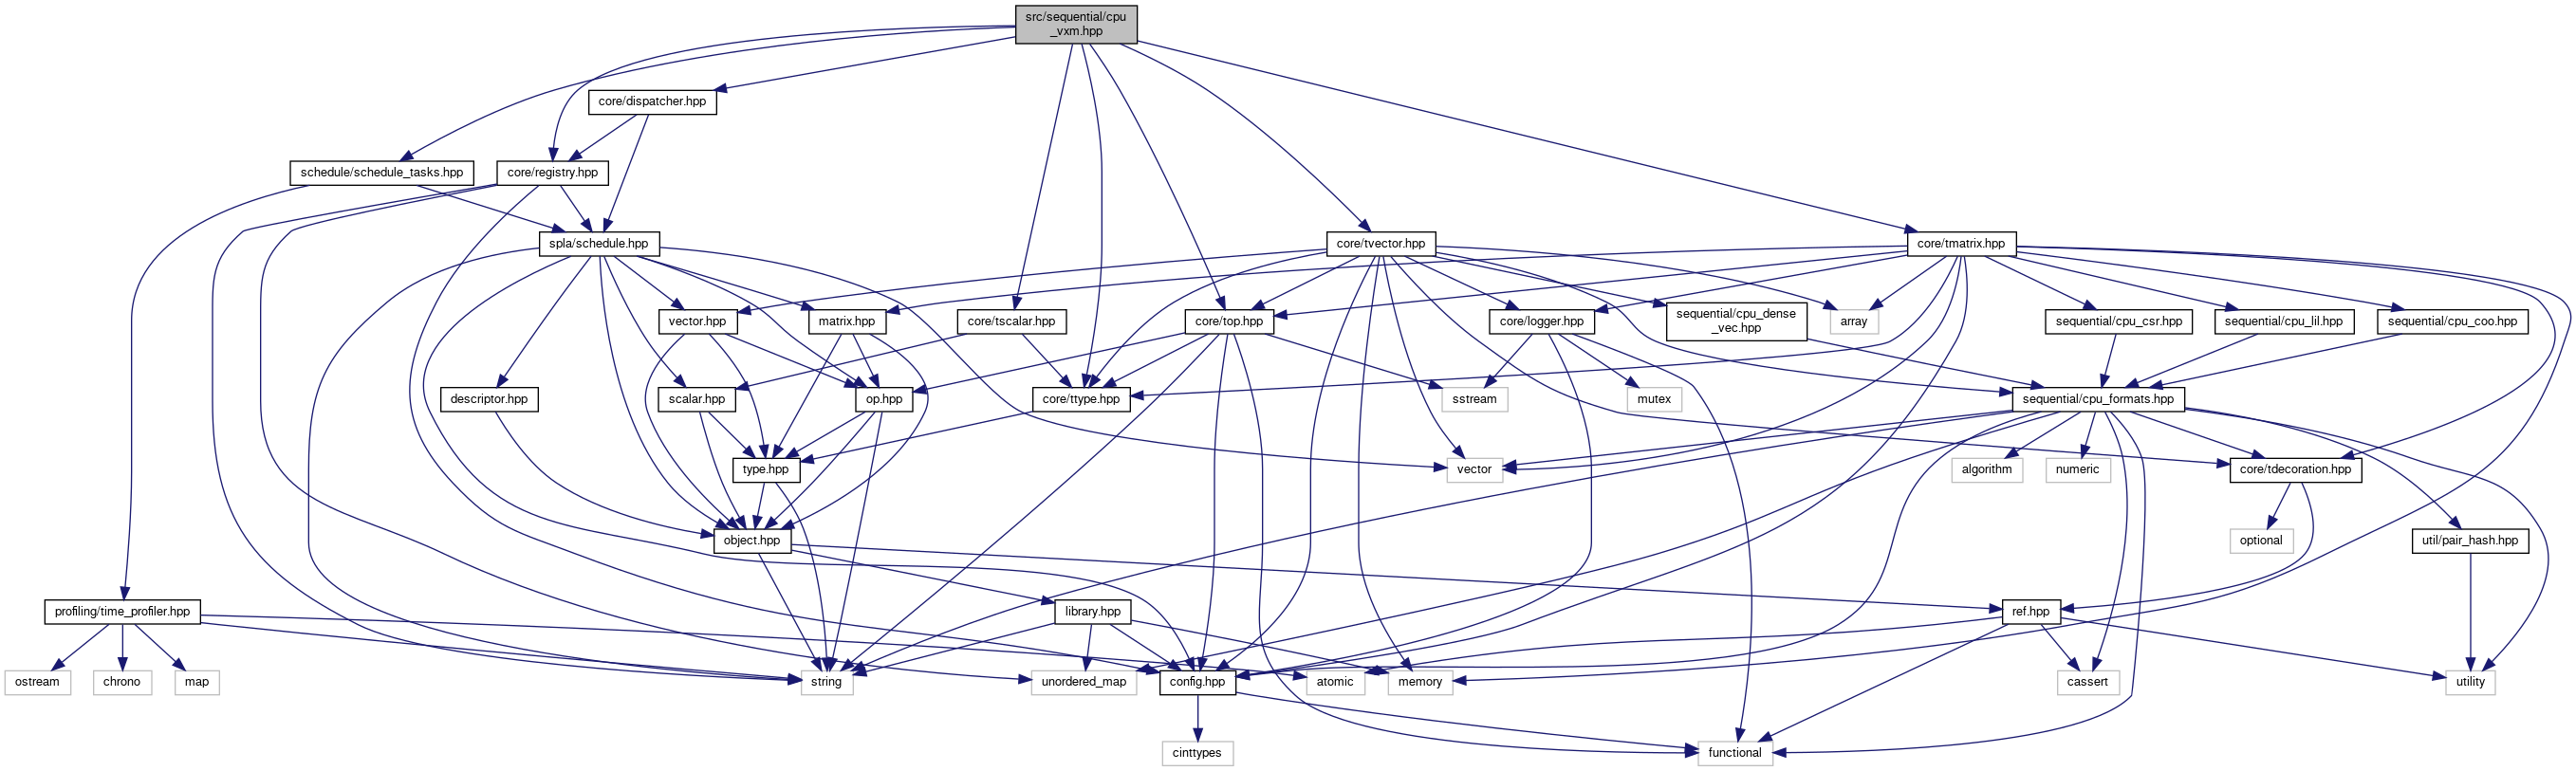 src/sequential/cpu
_vxm.hpp
core/dispatcher.hpp
schedule/schedule_tasks.hpp
core/registry.hpp
spla/schedule.hpp
core/tvector.hpp
core/tmatrix.hpp
vector.hpp
matrix.hpp
core/tscalar.hpp
core/top.hpp
core/logger.hpp
sequential/cpu_dense
_vec.hpp
array
sequential/cpu_csr.hpp
sequential/cpu_lil.hpp
sequential/cpu_coo.hpp
descriptor.hpp
scalar.hpp
op.hpp
core/ttype.hpp
sstream
mutex
sequential/cpu_formats.hpp
type.hpp
vector
algorithm
numeric
core/tdecoration.hpp
object.hpp
optional
util/pair_hash.hpp
profiling/time_profiler.hpp
library.hpp
ref.hpp
ostream
chrono
map
string
unordered_map
config.hpp
atomic
memory
cassert
utility
cinttypes
functional